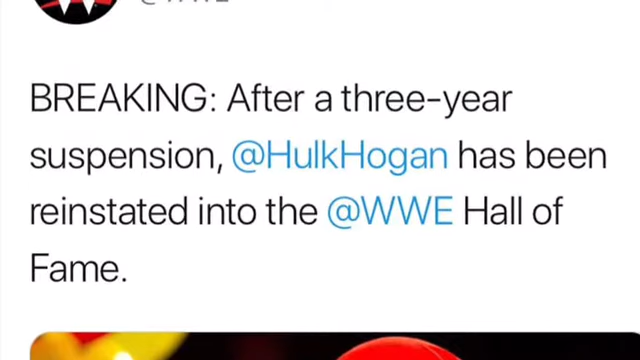 BREAKING: After a three-year
suspension, @HulkHogan has been
reinstated into the @WWE Hall of
Fame.